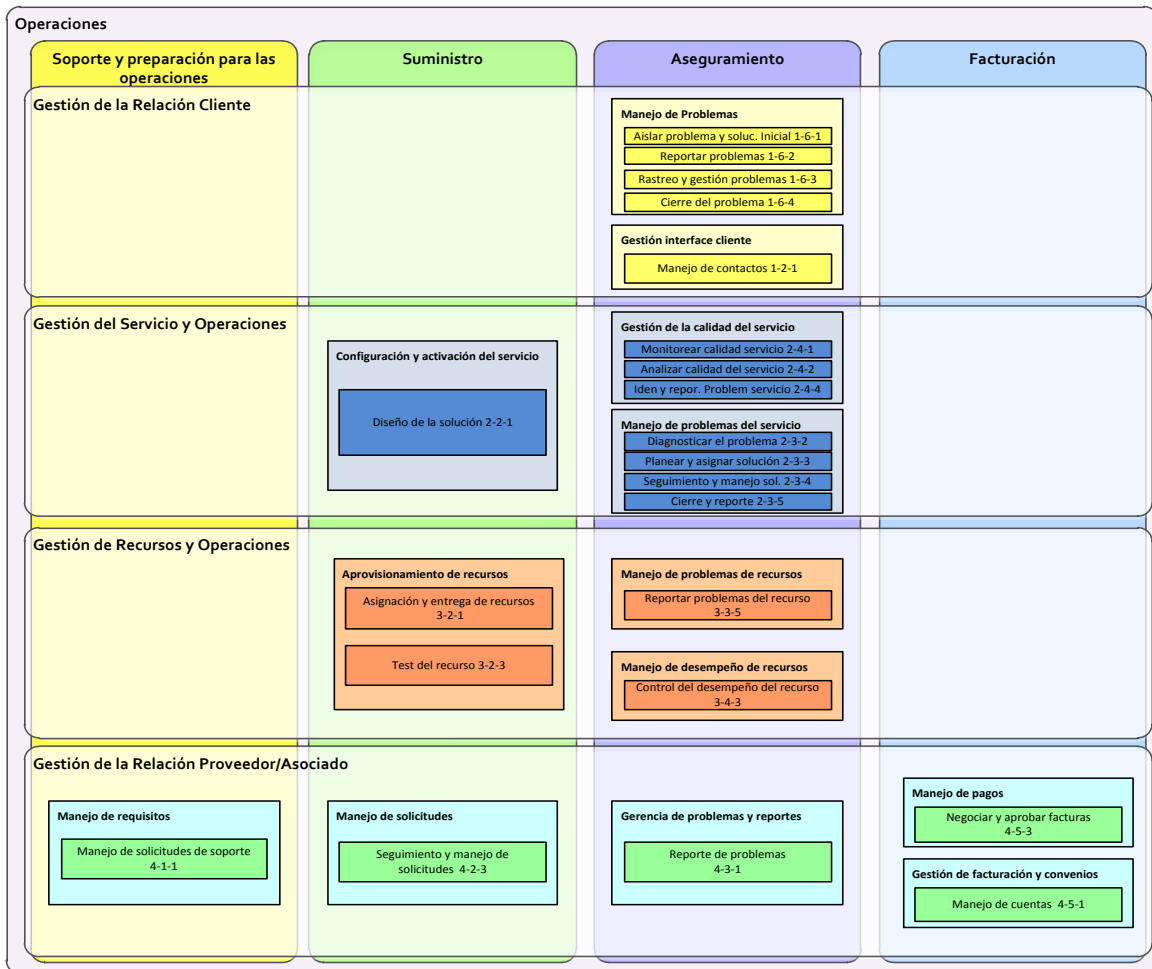 Operaciones
Soporte y preparación para las
operaciones
Suministro
Aseguramiento
Facturación
Gestión de la Relación Cliente
Manejo de Problemas
Aislar problema y soluc. Inicial 1-6-1
Reportar problemas 1-6-2
Rastreo y gestión problemas 1-6-3
Cierre del problema 1-6-4
Gestión interface cliente
Manejo de contactos 1-2-1
Gestión del Servicio y Operaciones
Configuración y activación del servicio
Diseño de la solución 2-2-1
Gestión de la calidad del servicio
Monitorear calidad servicio 2-4-1
Analizar calidad del servicio 2-4-2
Iden y repor. Problem servicio 2-4-4
Manejo de problemas del servicio
Diagnosticar el problema 2-3-2
Planear y asignar solución 2-3-3
Seguimiento y manejo sol. 2-3-4
Cierre y reporte 2-3-5
Gestión de Recursos y Operaciones
Aprovisionamiento de recursos
Asignación y entrega de recursos
3-2-1
Test del recurso 3-2-3
Manejo de problemas de recursos
Reportar problemas del recurso
3-3-5
Manejo de desempeño de recursos
Control del desempeño del recurso
3-4-3
Gestión de la Relación Proveedor/Asociado
Manejo de requisitos
Manejo de solicitudes de soporte
4-1-1
Manejo de solicitudes
Seguimiento y manejo de
solicitudes 4-2-3
Gerencia de problemas y reportes
Reporte de problemas
4-3-1
Manejo de pagos
Negociar y aprobar facturas
4-5-3
Gestión de facturación y convenios
Manejo de cuentas 4-5-1